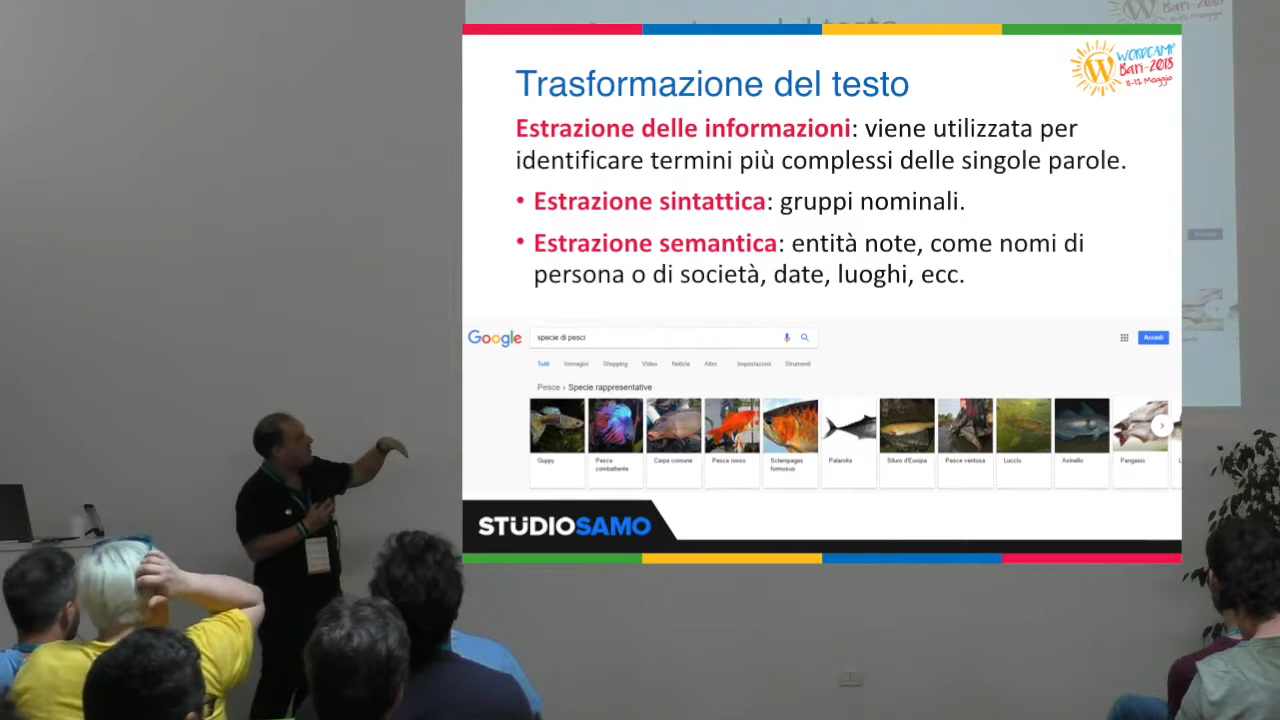 WORDCAMP
Bari-2018
11-12 Maggio
Trasformazione del testo
Estrazione delle informazioni: viene utilizzata per
identificare termini più complessi delle singole parole.
• Estrazione sintattica: gruppi nominali.
• Estrazione semantica: entità note, come nomi di
persona o di società, date, luoghi, ecc.
Google
specie di pesci
Accedi
Tutti Immagini Shopping Video Notizie Altro Impostazioni Strumenti
Pesce › Specie rappresentative
Guppy
Pesce combattente
Carpa comune
Pesce rosso
Scleropages formosus
Palamita
Siluro d'Europa
Pesce ventosa
Luccio
Asinello
Pangasio
STUDIOSAMO